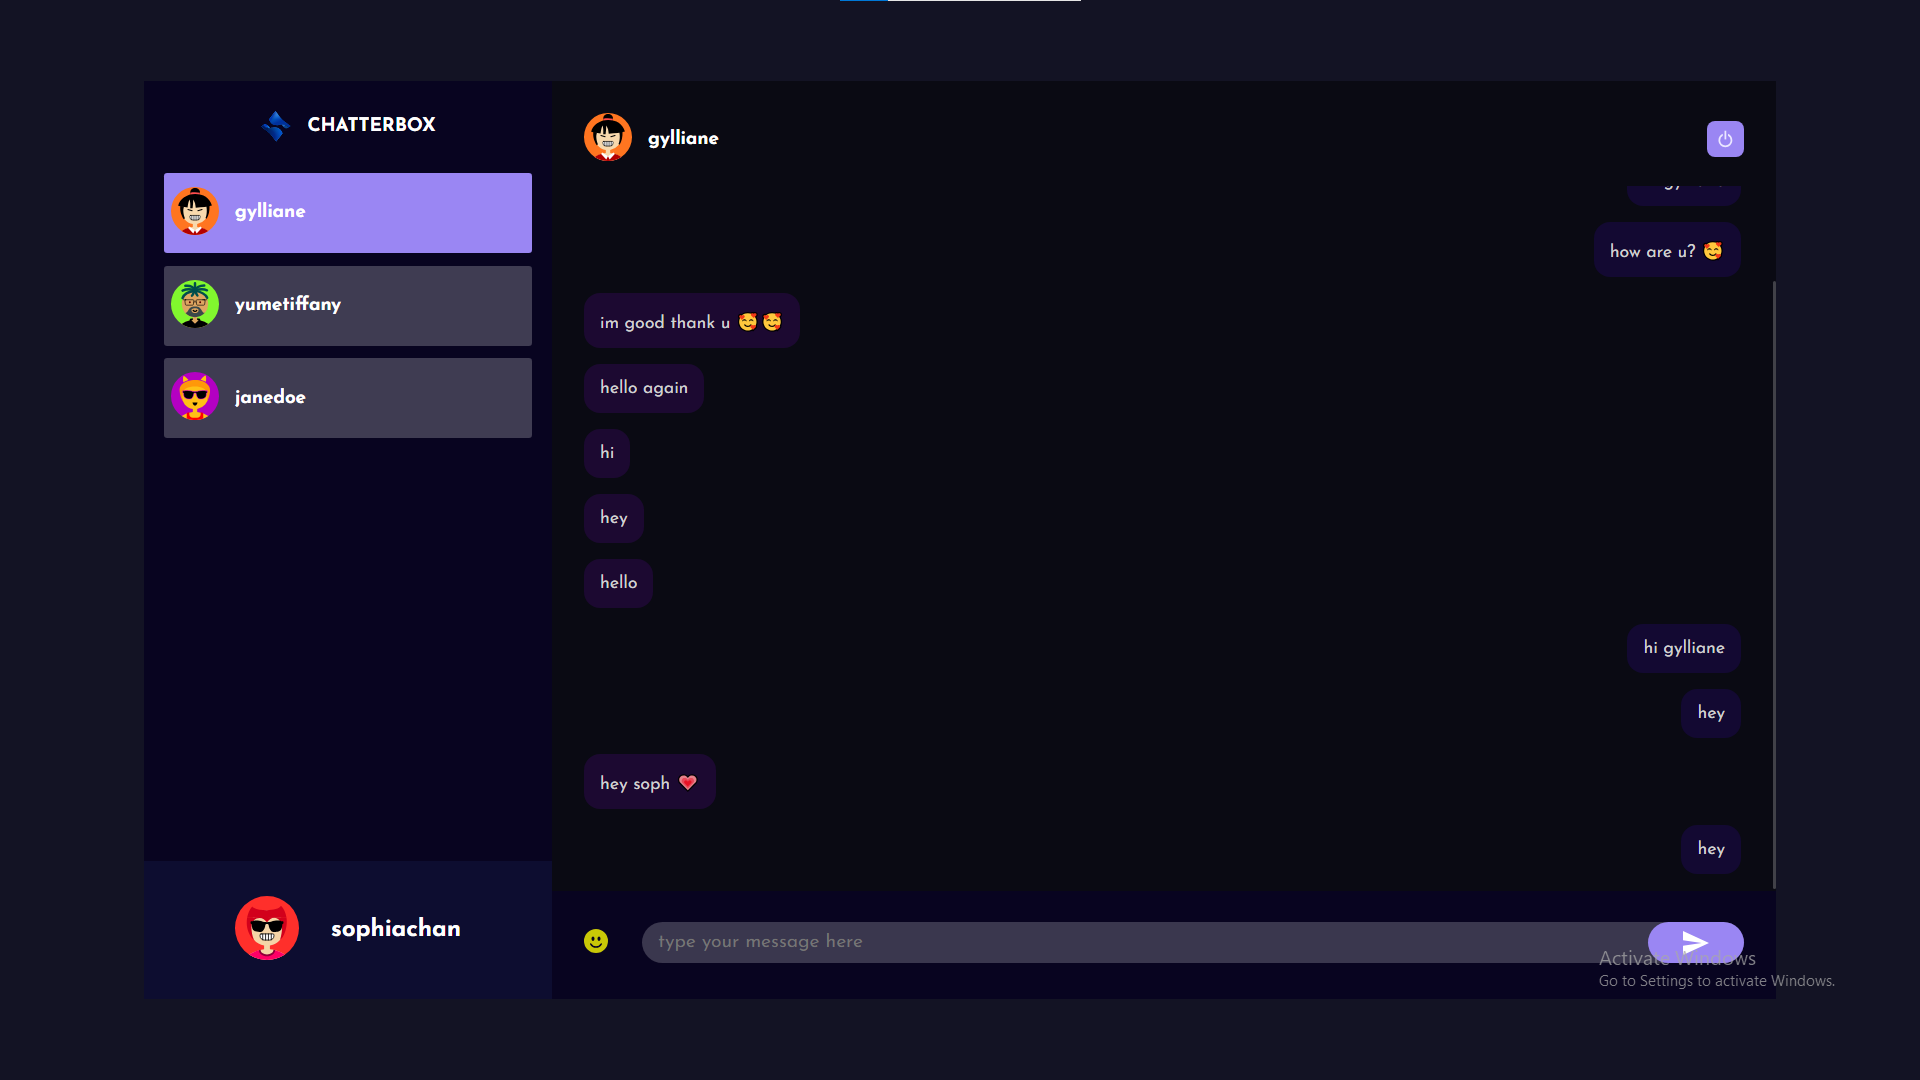 CHATTERBOX
gylliane
yumetiffany
janedoe
sophiachan
gylliane
how are u? 🥰
im good thank u 🥰🥰
hello again
hi
hey
hello
hi gylliane
hey
hey soph 💗
hey
type your message here
Activate Windows
Go to Settings to activate Windows.